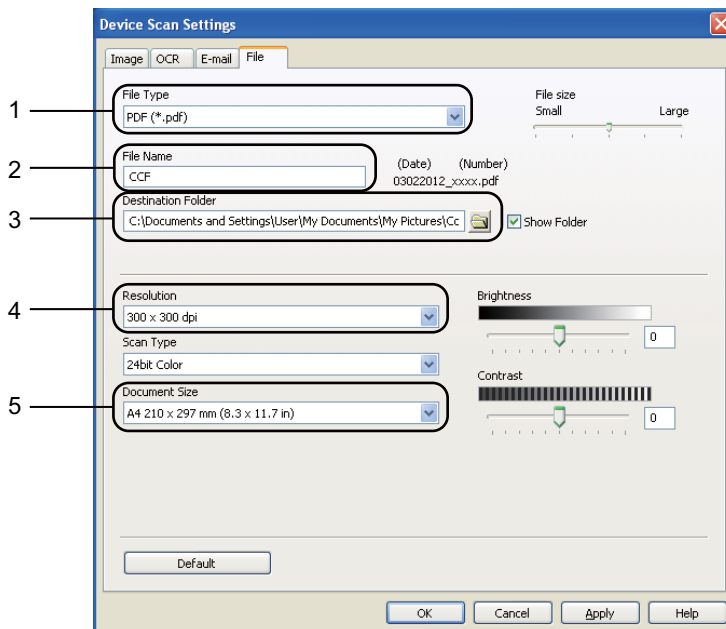 Device Scan Settings
Image OCR E-mail File
1
File Type
PDF (*.pdf)
File size
Small Large
2
File Name
CCF
(Date) (Number)
03022012_xxxx.pdf
3
Destination Folder
C:\Documents and Settings\User\My Documents\My Pictures\Cc
Show Folder
4
Resolution
300 x 300 dpi
Brightness
0
Scan Type
24bit Color
Contrast
0
5
Document Size
A4 210 x 297 mm (8.3 x 11.7 in)
Default
OK Cancel Apply Help